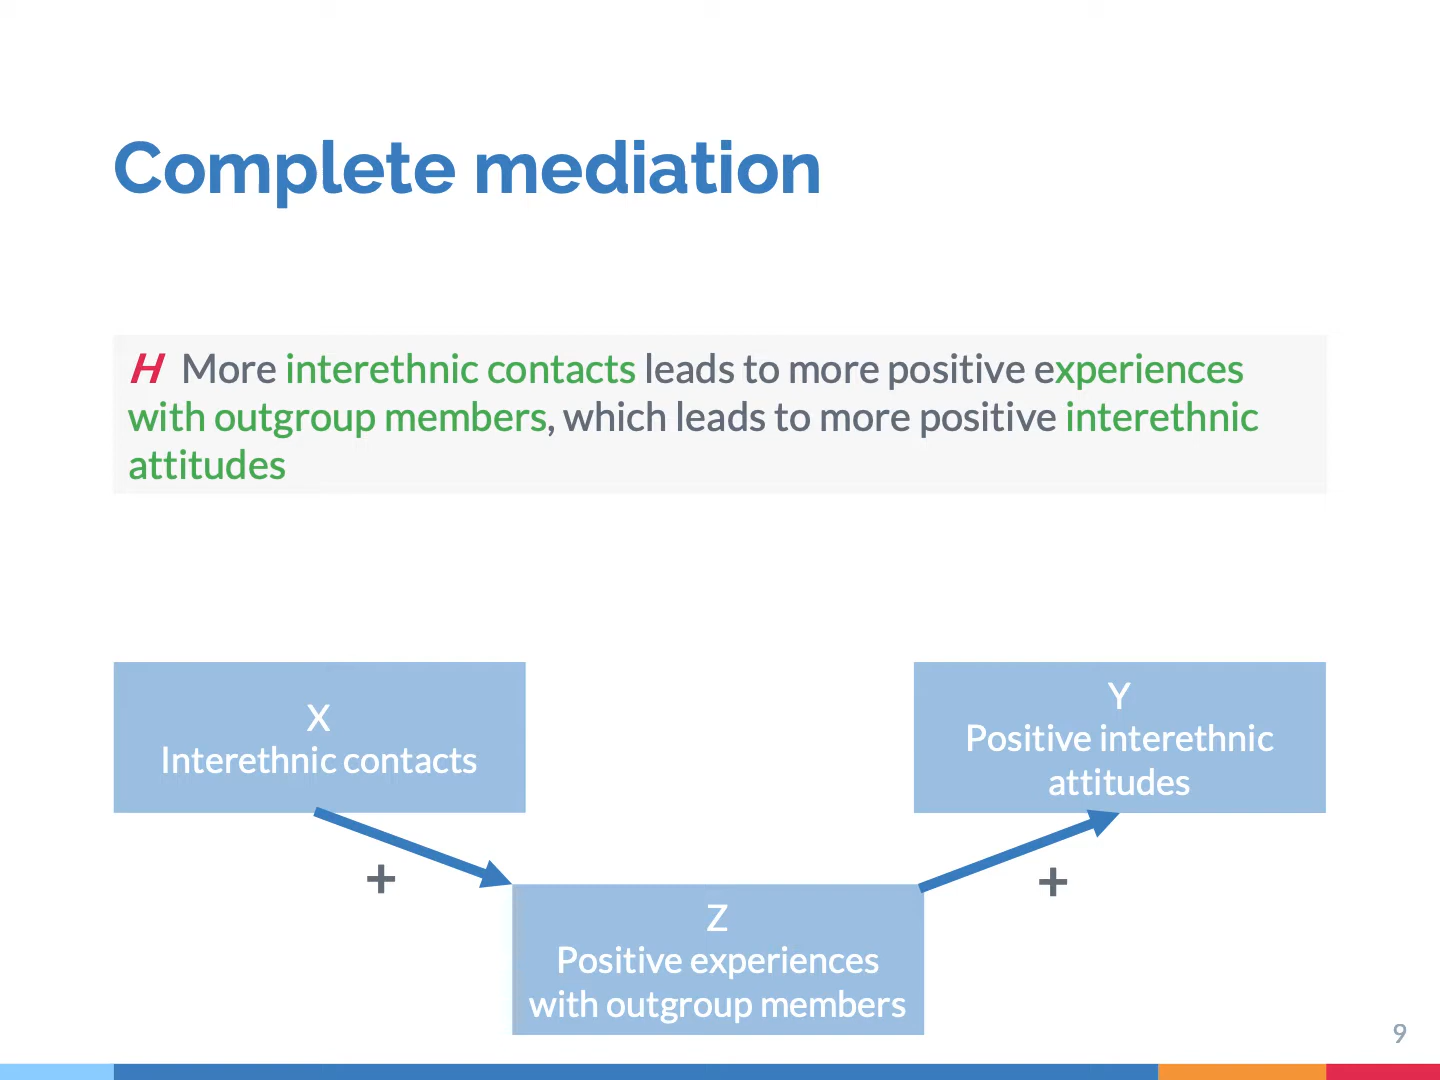 Complete mediation
H More interethnic contacts leads to more positive experiences
with outgroup members, which leads to more positive interethnic
attitudes
X
Interethnic contacts
Y
Positive interethnic
attitudes
+
+
Z
Positive experiences
with outgroup members
9